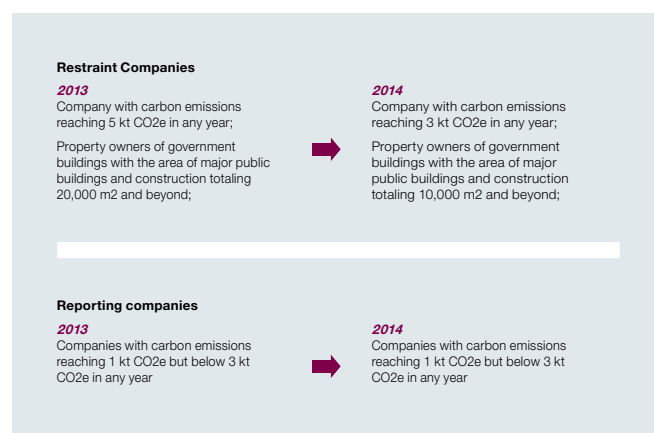 Restraint Companies
2013
Company with carbon emissions
reaching 5 kt CO2e in any year;
Property owners of government
buildings with the area of major public
buildings and construction totaling
20,000 m2 and beyond;
2014
Company with carbon emissions
reaching 3 kt CO2e in any year;
Property owners of government
buildings with the area of major
public buildings and construction
totaling 10,000 m2 and beyond;
Reporting companies
2013
Companies with carbon emissions
reaching 1 kt CO2e but below 3 kt
CO2e in any year
2014
Companies with carbon emissions
reaching 1 kt CO2e but below 3 kt
CO2e in any year